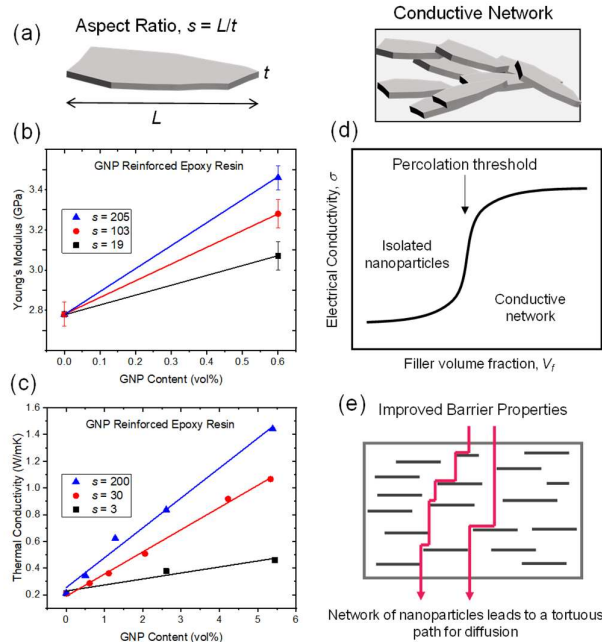 (a)
Aspect Ratio, s = L/t
t
L
Conductive Network
(b)
GNP Reinforced Epoxy Resin
s = 205
s = 103
s = 19
Young's Modulus (GPa)
3.4
3.2
3.0
2.8
2.6
0.0 0.1 0.2 0.3 0.4 0.5 0.6
GNP Content (vol%)
(c)
GNP Reinforced Epoxy Resin
s = 200
s = 30
s = 3
Thermal Conductivity (W/mK)
1.6
1.4
1.2
1.0
0.8
0.6
0.4
0.2
0 1 2 3 4 5 6
GNP Content (vol%)
(d)
Percolation threshold
Isolated
nanoparticles
Conductive
network
Electrical Conductivity, σ
Filler volume fraction, Vf
(e)
Improved Barrier Properties
Network of nanoparticles leads to a tortuous
path for diffusion